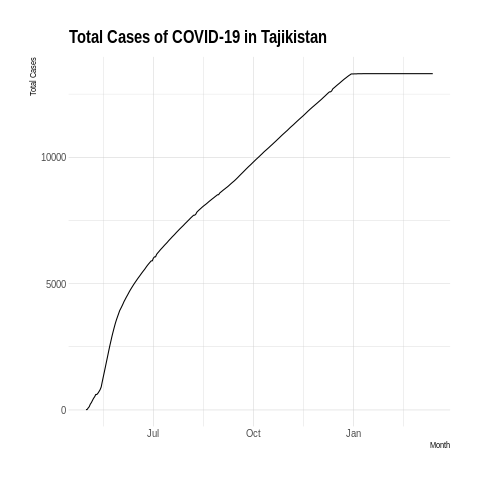 Total Cases of COVID-19 in Tajikistan
Total Cases
10000
5000
0
Jul Oct Jan
Month